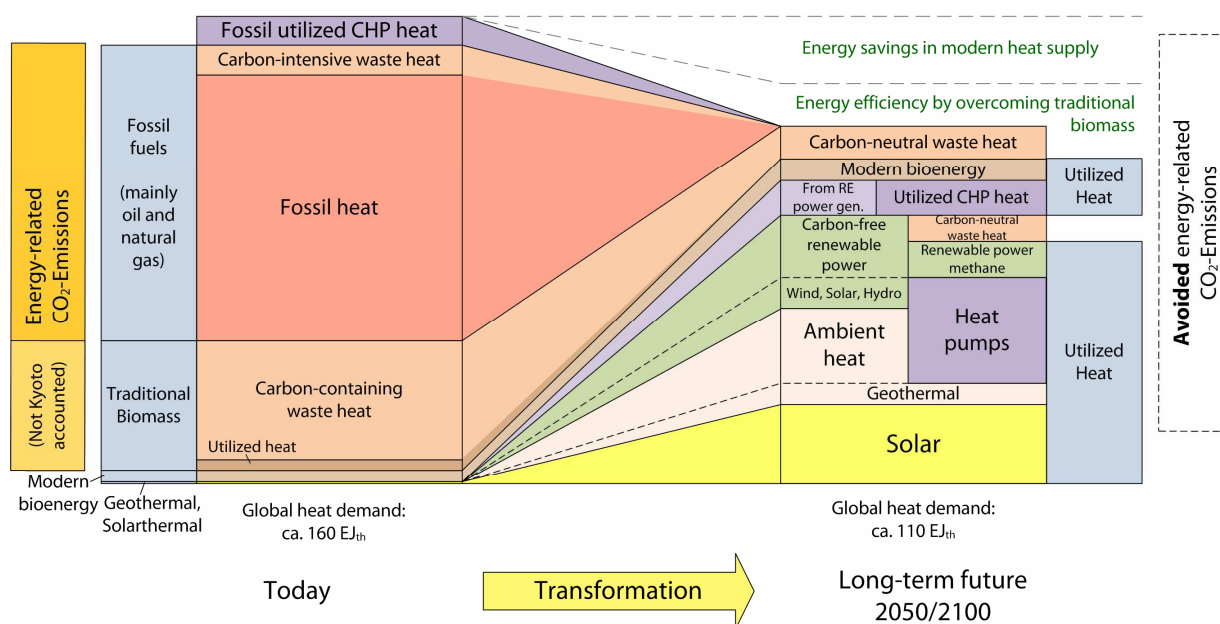 Energy-related
CO₂-Emissions
(Not Kyoto
accounted)
Fossil
fuels
(mainly
oil and
natural
gas)
Traditional
Biomass
Modern
bioenergy
Geothermal,
Solarthermal
Fossil utilized CHP heat
Carbon-intensive waste heat
Fossil heat
Carbon-containing
waste heat
Utilized heat
Global heat demand:
ca. 160 EJth
Today
Transformation
Energy savings in modern heat supply
Energy efficiency by overcoming traditional
biomass
Carbon-neutral waste heat
Modern bioenergy
From RE
power gen.
Utilized CHP heat
Carbon-free
renewable
power
Carbon-neutral
waste heat
Renewable power
methane
Wind, Solar, Hydro
Ambient
heat
Heat
pumps
Geothermal
Solar
Utilized
Heat
Utilized
Heat
Global heat demand:
ca. 110 EJth
Long-term future
2050/2100
Avoided energy-related
CO₂-Emissions